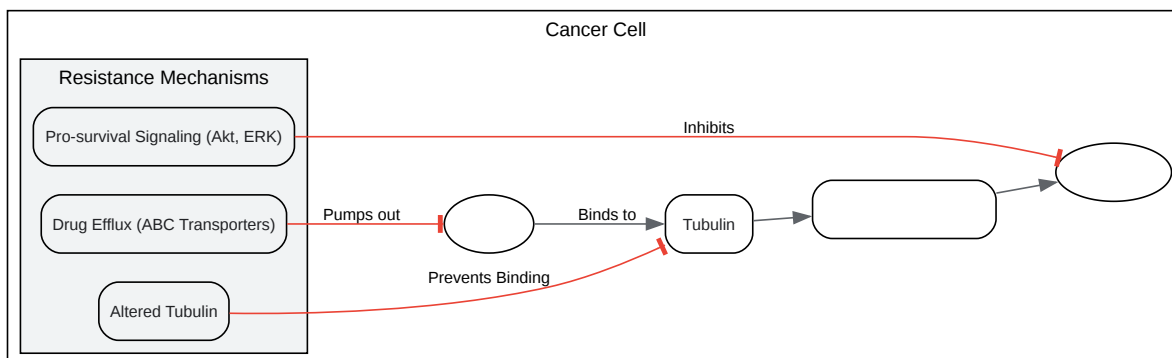 Cancer Cell
Resistance Mechanisms
Pro-survival Signaling (Akt, ERK)
Inhibits
Drug Efflux (ABC Transporters)
Pumps out
Binds to
Tubulin
Prevents Binding
Altered Tubulin